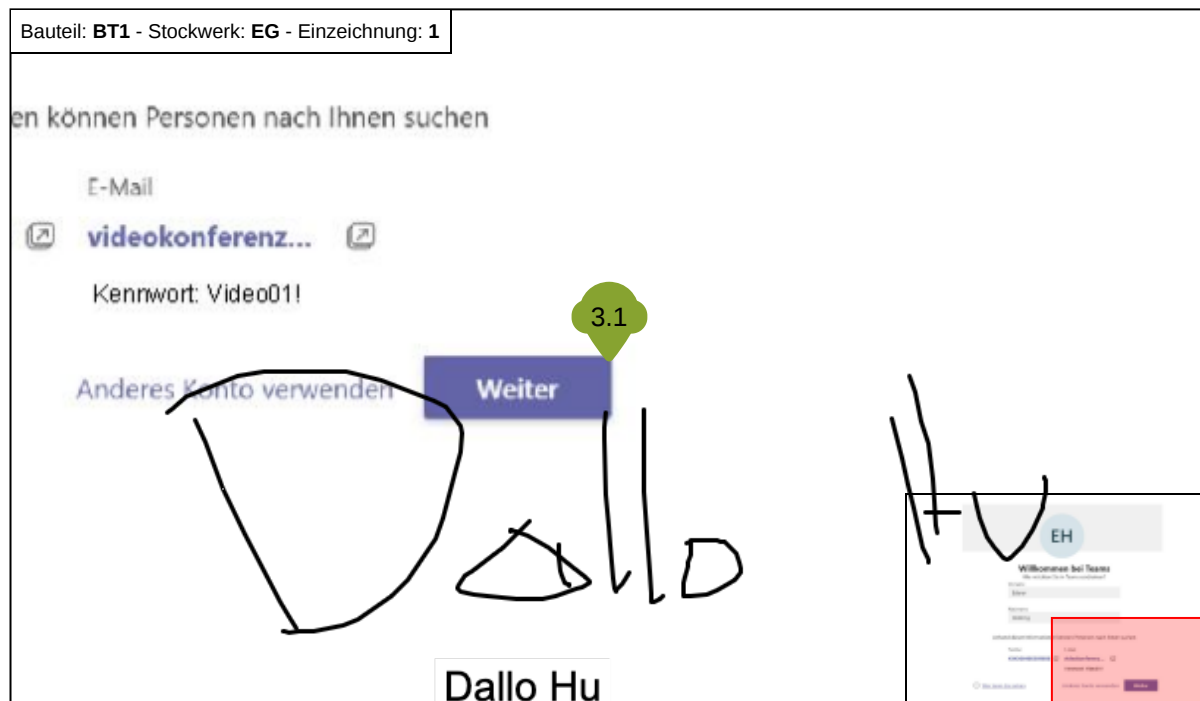 Bauteil: BT1 - Stockwerk: EG - Einzeichnung: 1
en können Personen nach Ihnen suchen
E-Mail
videokonferenz...
Kennwort: Video01!
3.1
Anderes Konto verwenden
Weiter
Dallo Hu
Dallo Hu
EH
Willkommen bei Teams